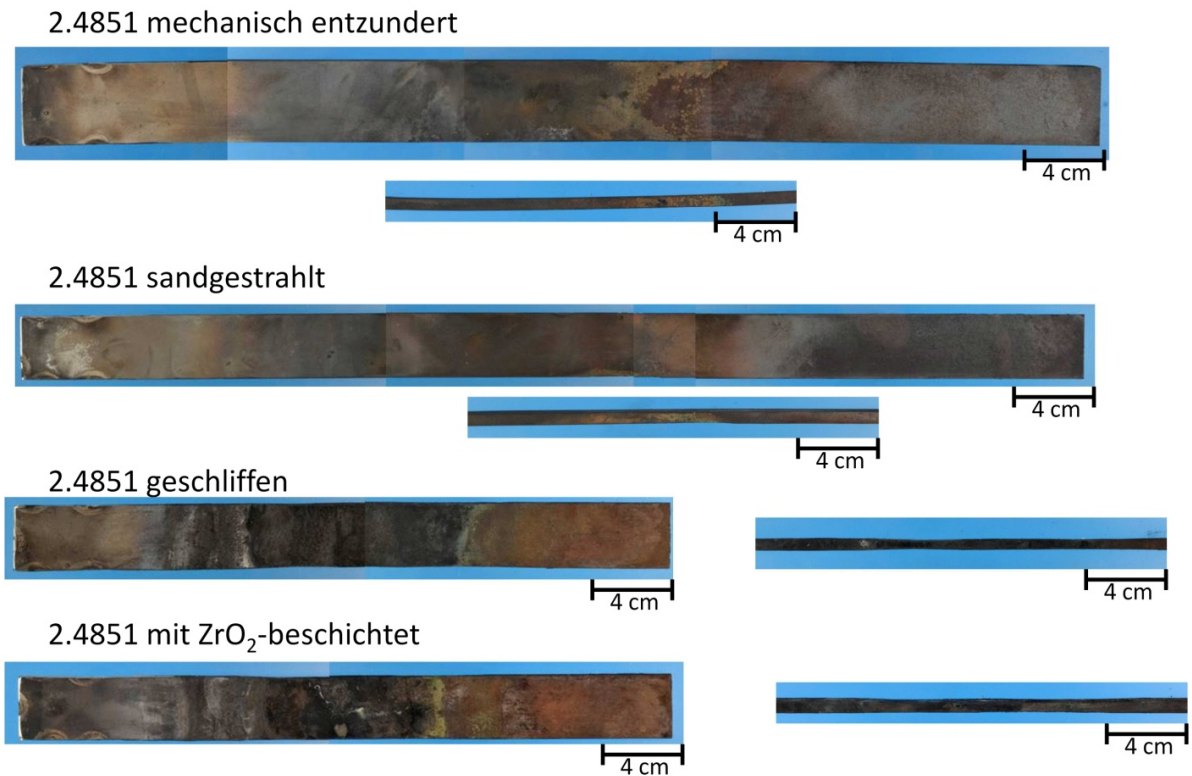 2.4851 mechanisch entzundert
4 cm
4 cm
2.4851 sandgestrahlt
4 cm
4 cm
2.4851 geschliffen
4 cm
4 cm
2.4851 mit ZrO₂-beschichtet
4 cm
4 cm